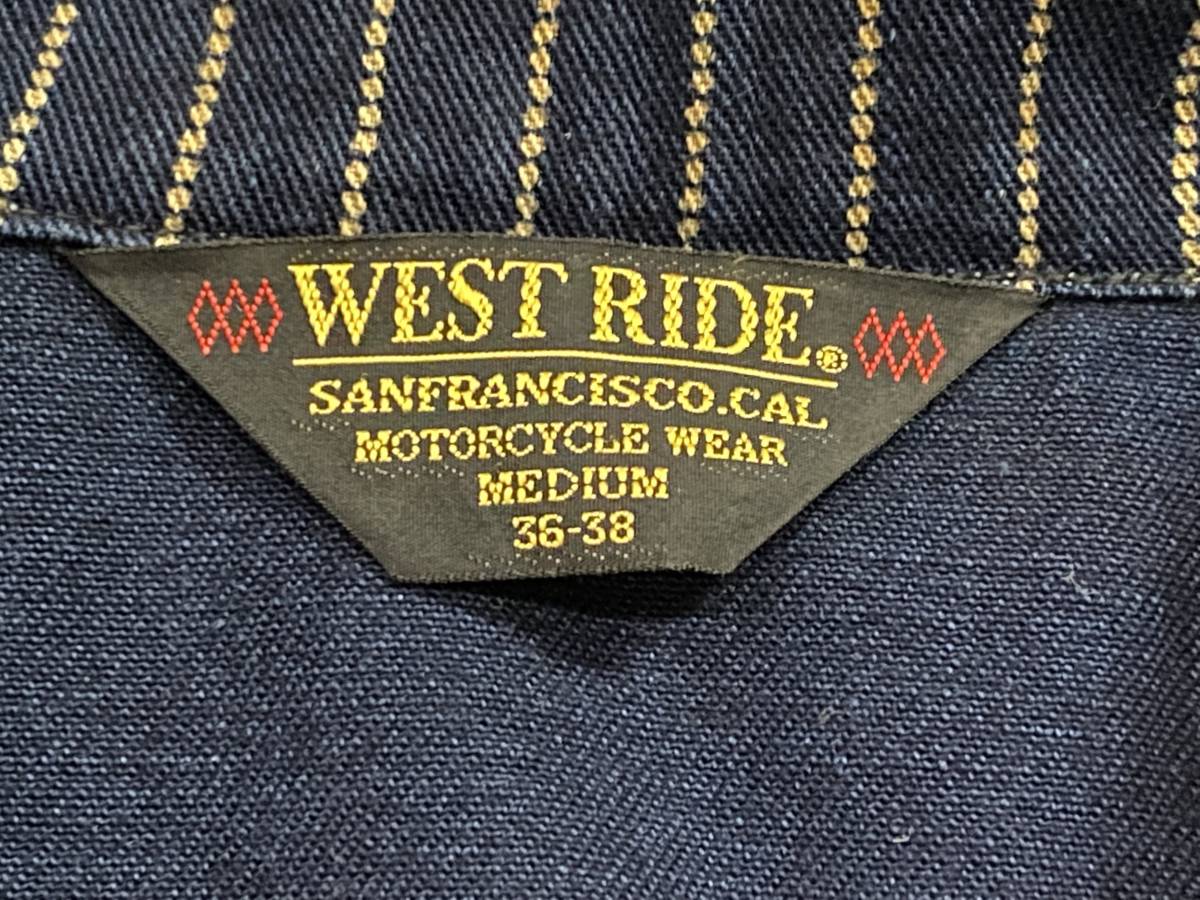 WEST RIDE®
SANFRANCISCO.CAL
MOTORCYCLE WEAR
MEDIUM
36-38